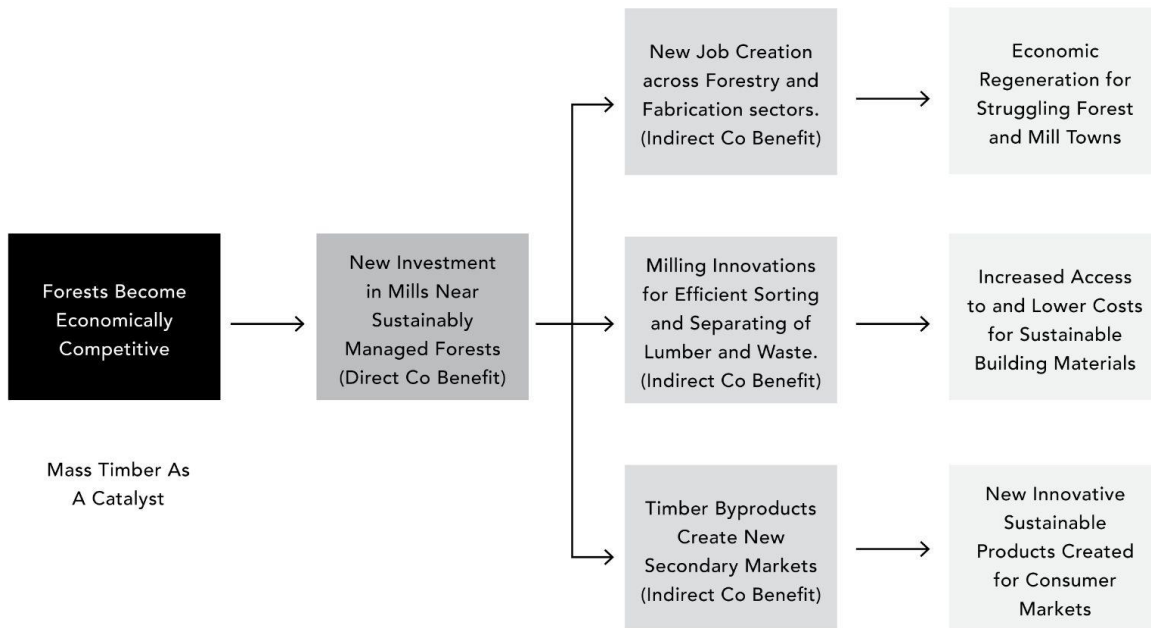 Forests Become
Economically
Competitive
Mass Timber As
A Catalyst
New Investment
in Mills Near
Sustainably
Managed Forests
(Direct Co Benefit)
New Job Creation
across Forestry and
Fabrication sectors.
(Indirect Co Benefit)
Economic
Regeneration for
Struggling Forest
and Mill Towns
Milling Innovations
for Efficient Sorting
and Separating of
Lumber and Waste.
(Indirect Co Benefit)
Increased Access
to and Lower Costs
for Sustainable
Building Materials
Timber Byproducts
Create New
Secondary Markets
(Indirect Co Benefit)
New Innovative
Sustainable
Products Created
for Consumer
Markets